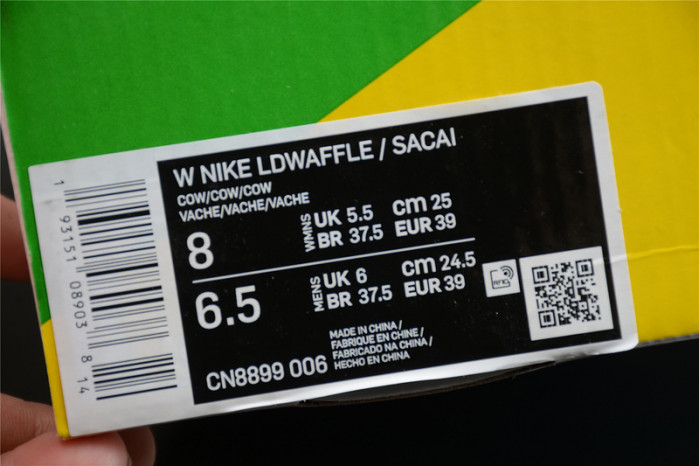 W NIKE LDWAFFLE / SACAI
COW/COW/COW
VACHE/VACHE/VACHE
8 WMNS UK 5.5 cm 25
BR 37.5 EUR 39
6.5 MENS UK 6 cm 24.5
BR 37.5 EUR 39
CN8899 006
MADE IN CHINA /
FABRIQUE EN CHINE /
FABRICADO NA CHINA /
HECHO EN CHINA
RFID
1 93151 08903 8 14